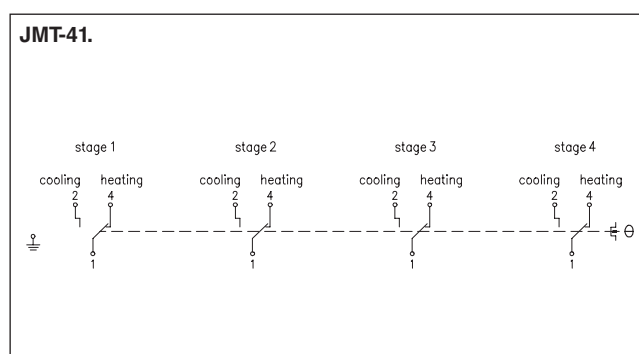 JMT-41.
stage 1 stage 2 stage 3 stage 4
cooling heating cooling heating cooling heating cooling heating
2 4 2 4 2 4 2 4
θ
1 1 1 1